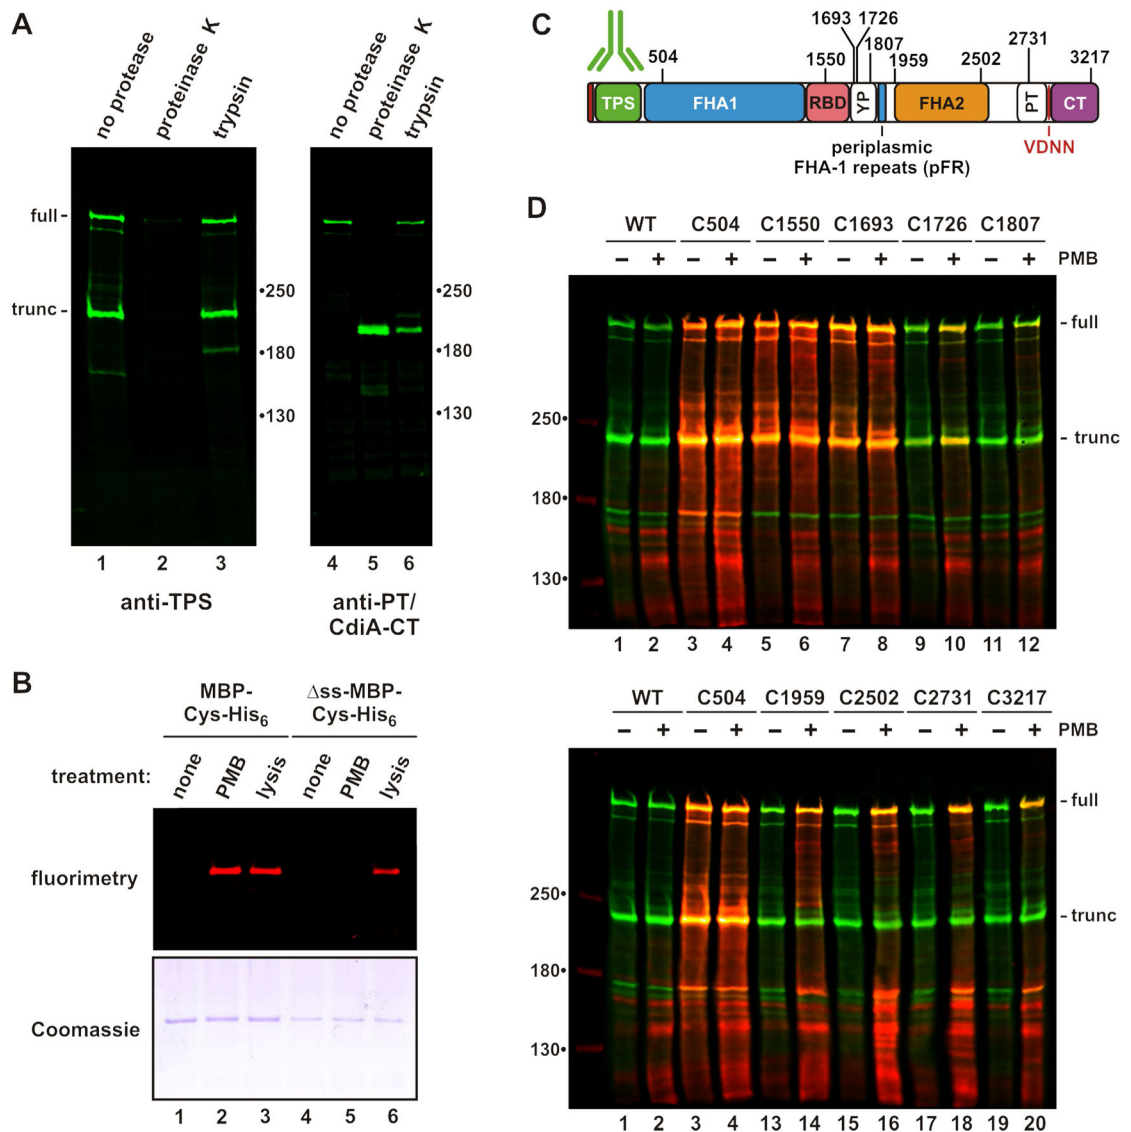 A
no protease
proteinase K
trypsin
no protease
proteinase K
trypsin
full -
trunc -
•250
•180
•130
•250
•180
•130
1 2 3
4 5 6
anti-TPS
anti-PT/
CdiA-CT
B
MBP-
Cys-His6
Δss-MBP-
Cys-His6
treatment:
none
PMB
lysis
none
PMB
lysis
fluorimetry
Coomassie
1 2 3 4 5 6
C
1693 1726
504 1550 1807 1959 2502 2731 3217
TPS FHA1 RBD YP FHA2 PT CT
periplasmic
FHA-1 repeats (pFR)
VDNN
D
WT C504 C1550 C1693 C1726 C1807
– + – + – + – + – + – + PMB
- full
250•
- trunc
180•
130•
1 2 3 4 5 6 7 8 9 10 11 12
WT C504 C1959 C2502 C2731 C3217
– + – + – + – + – + – + PMB
- full
250•
- trunc
180•
130•
1 2 3 4 13 14 15 16 17 18 19 20